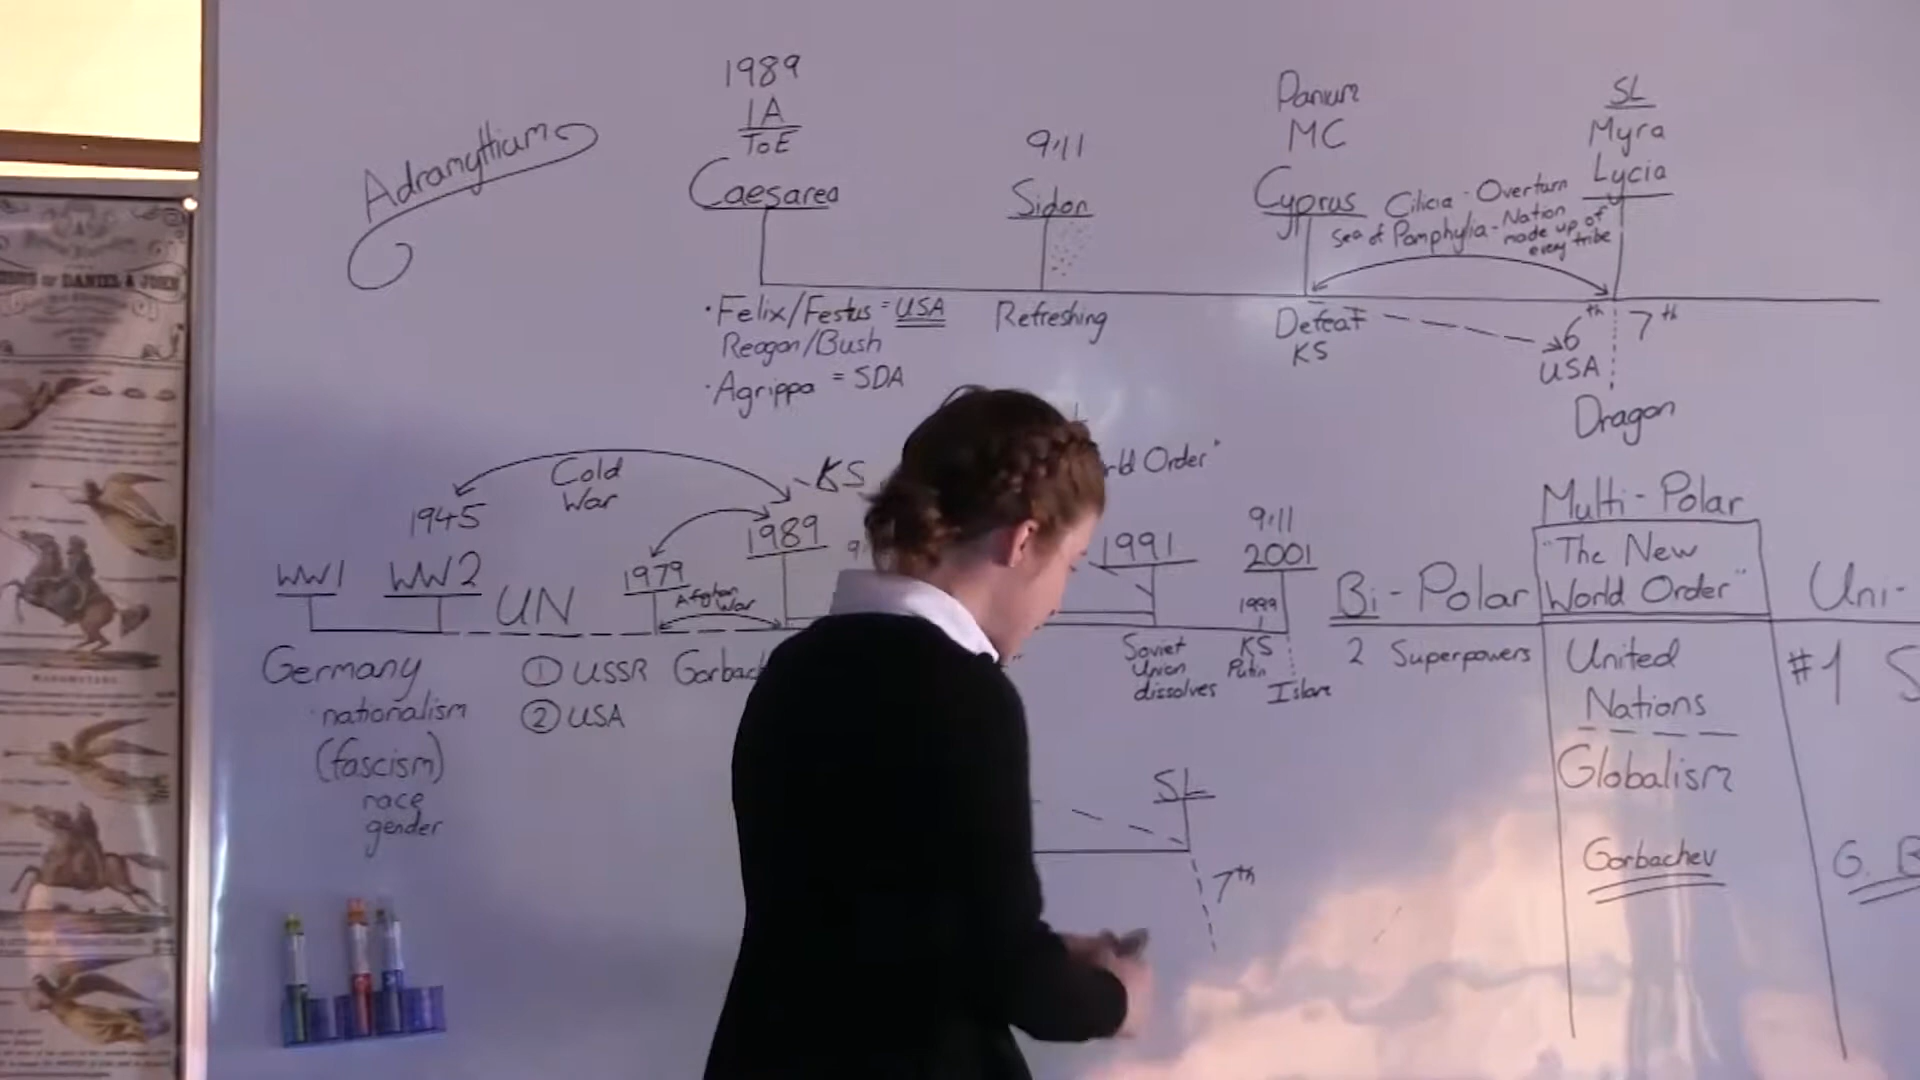 Adramyttium
1989
1A
ToE
Caesarea
9/11
Sidon
Panium
MC
Cyprus
Cilicia - Overturn
Sea of Pamphylia - Nation
made up of
every tribe
SL
Myra
Lycia
• Felix/Festus = USA
Reagan/Bush
• Agrippa = SDA
Refreshing
Defeat
KS
6th
USA
7th
Dragon
Cold
War
KS
rld Order"
1945
WW1
WW2
UN
1979
Afghan
War
1989
1991
9/11
2001
1999
KS
Putin
Islam
Soviet
Union
dissolves
Germany
nationalism
(fascism)
race
gender
① USSR Gorbach
② USA
SL
7th
Multi-Polar
Bi-Polar
"The New
World Order"
Uni-
2 Superpowers
United
Nations
Globalism
Gorbachev
#1 S
G. B
DANIEL & JOHN